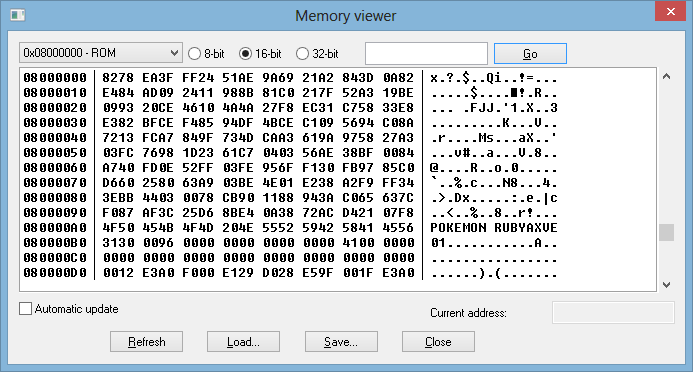 Memory viewer
0x08000000 - ROM 8-bit 16-bit 32-bit Go
08000000 8278 EA3F FF24 51AE 9A69 21A2 843D 0A82 x.?.$..Qi..!=...
08000010 E484 AD09 2411 988B 81C0 217F 52A3 19BE .....$....■!.R..
08000020 0993 20CE 4610 4A4A 27F8 EC31 C758 33E8 ... .FJJ.'1.X..3
08000030 E382 BFCE F485 94DF 4BCE C109 5694 C08A .........K...V..
08000040 7213 FCA7 849F 734D CAA3 619A 9758 27A3 .r....Ms...aX..'
08000050 03FC 7698 1D23 61C7 0403 56AE 38BF 0084 ...v#..a...V.8..
08000060 A740 FD0E 52FF 03FE 956F F130 FB97 85C0 @....R..o.0.....
08000070 D660 2580 63A9 03BE 4E01 E238 A2F9 FF34 `..%.c...N8...4.
08000080 3EBB 4403 0078 CB90 1188 943A C065 637C .>.Dx.....:.e.|c
08000090 F087 AF3C 25D6 8BE4 0A38 72AC D421 07F8 ..<..%..8..r!...
080000A0 4F50 454B 4F4D 204E 5552 5942 5841 4556 POKEMON RUBYAXVE
080000B0 3130 0096 0000 0000 0000 0000 4100 0000 01...........A..
080000C0 0000 0000 0000 0000 0000 0000 0000 0000 ................
080000D0 0012 E3A0 F000 E129 D028 E59F 001F E3A0 ......).(.......
Automatic update Current address:
Refresh Load... Save... Close